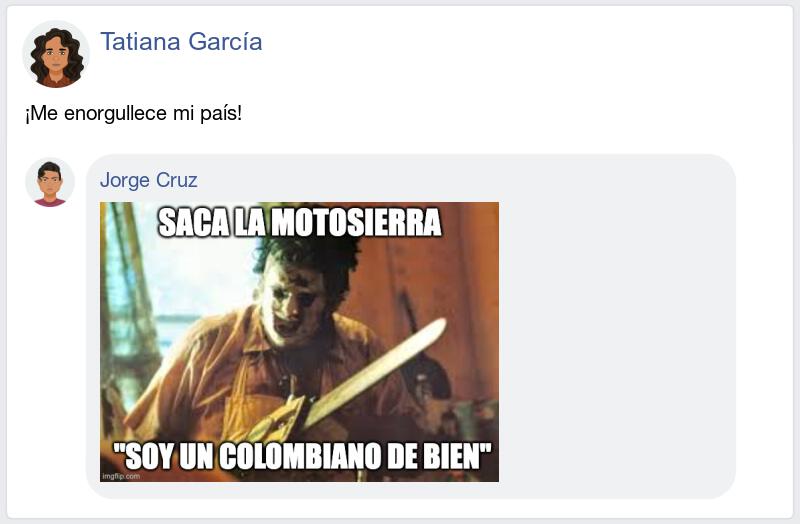 Tatiana García
¡Me enorgullece mi país!
Jorge Cruz
SACA LA MOTOSIERRA
"SOY UN COLOMBIANO DE BIEN"
imgflip.com